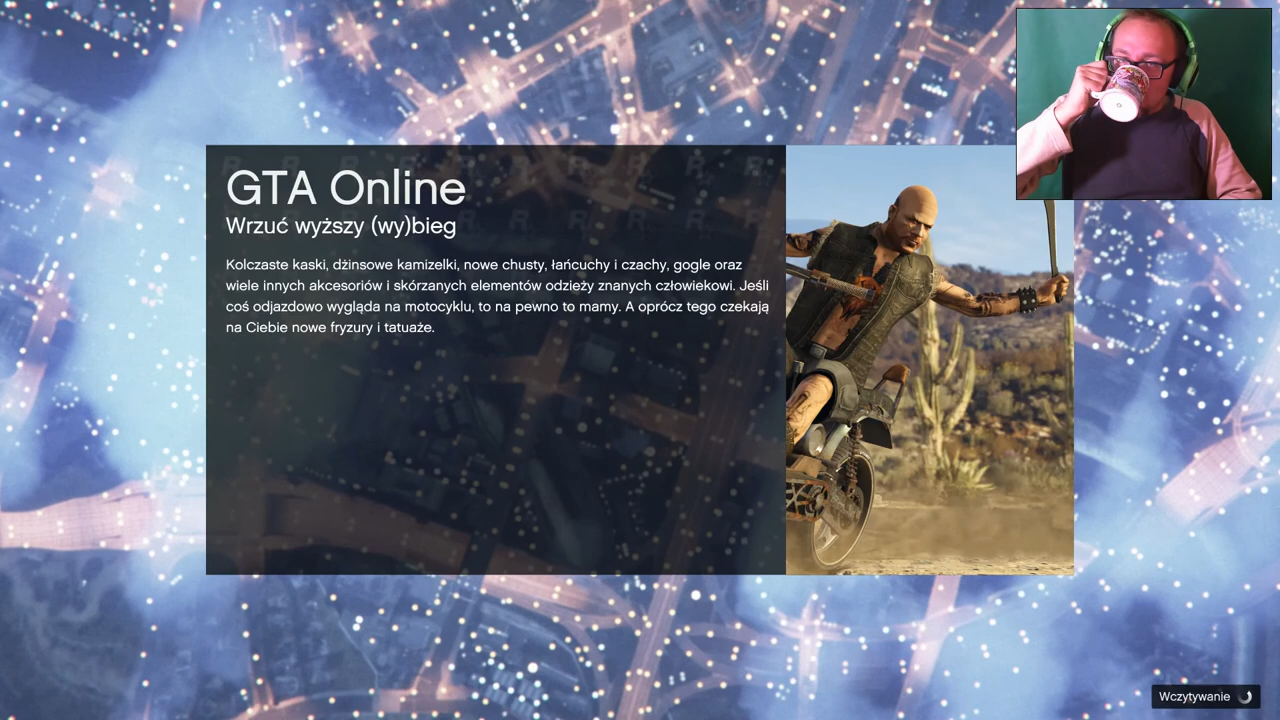 GTA Online
Wrzuć wyższy (wy)bieg
Kolczaste kaski, dżinsowe kamizelki, nowe chusty, łańcuchy i czachy, gogle oraz
wiele innych akcesoriów i skórzanych elementów odzieży znanych człowiekowi. Jeśli
coś odjazdowo wygląda na motocyklu, to na pewno to mamy. A oprócz tego czekają
na Ciebie nowe fryzury i tatuaże.
Wczytywanie